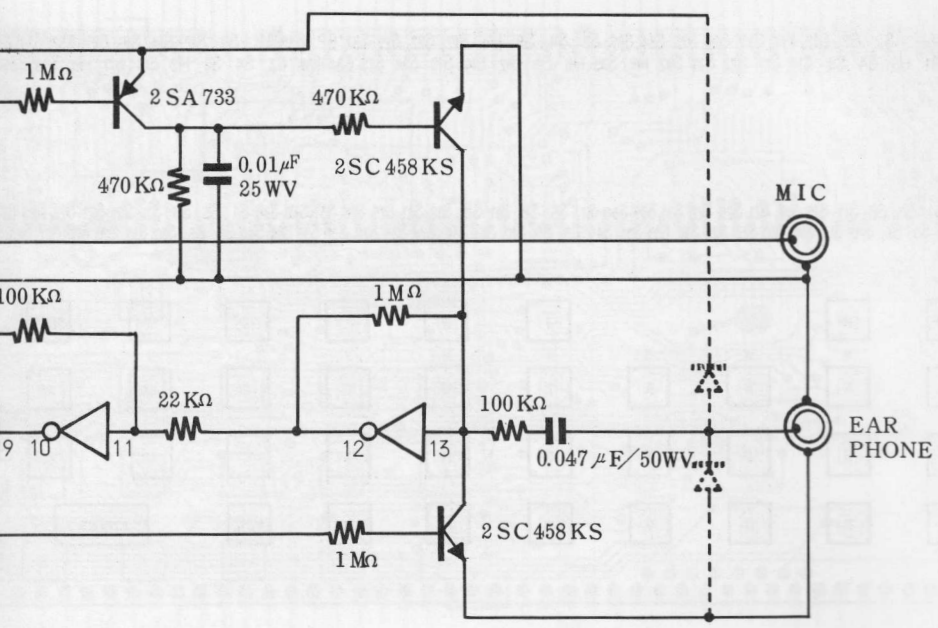 1MΩ
2SA733
470KΩ
2SC458KS
470KΩ
0.01μF
25WV
MIC
100KΩ
1MΩ
22KΩ
100KΩ
9 10 11
12 13
0.047μF/50WV
EAR
PHONE
2SC458KS
1MΩ